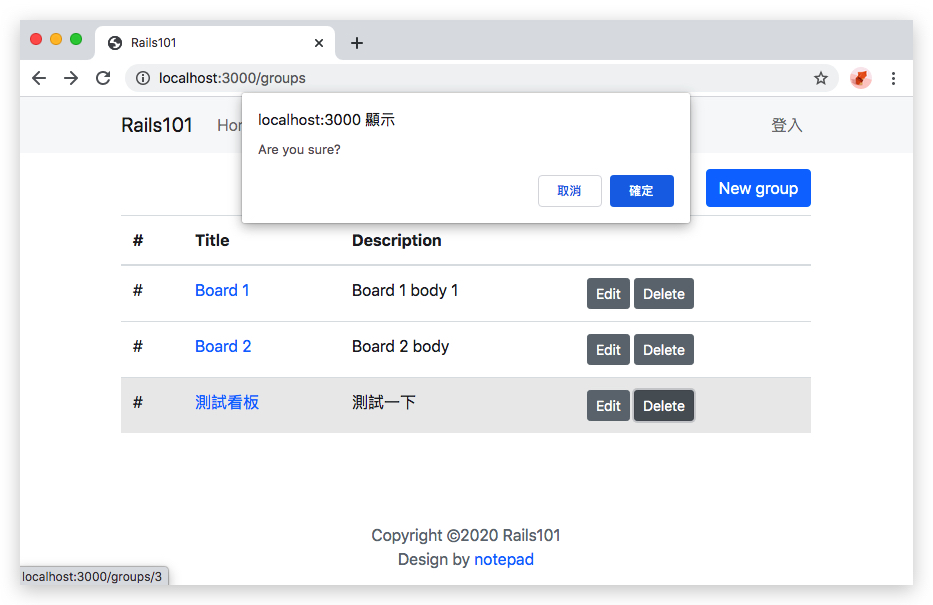 Rails101
localhost:3000/groups
Rails101
localhost:3000 顯示
登入
Are you sure?
取消 確定
New group
# Title Description
# Board 1 Board 1 body 1 Edit Delete
# Board 2 Board 2 body Edit Delete
# 測試看板 測試一下 Edit Delete
Copyright ©2020 Rails101
Design by notepad
localhost:3000/groups/3